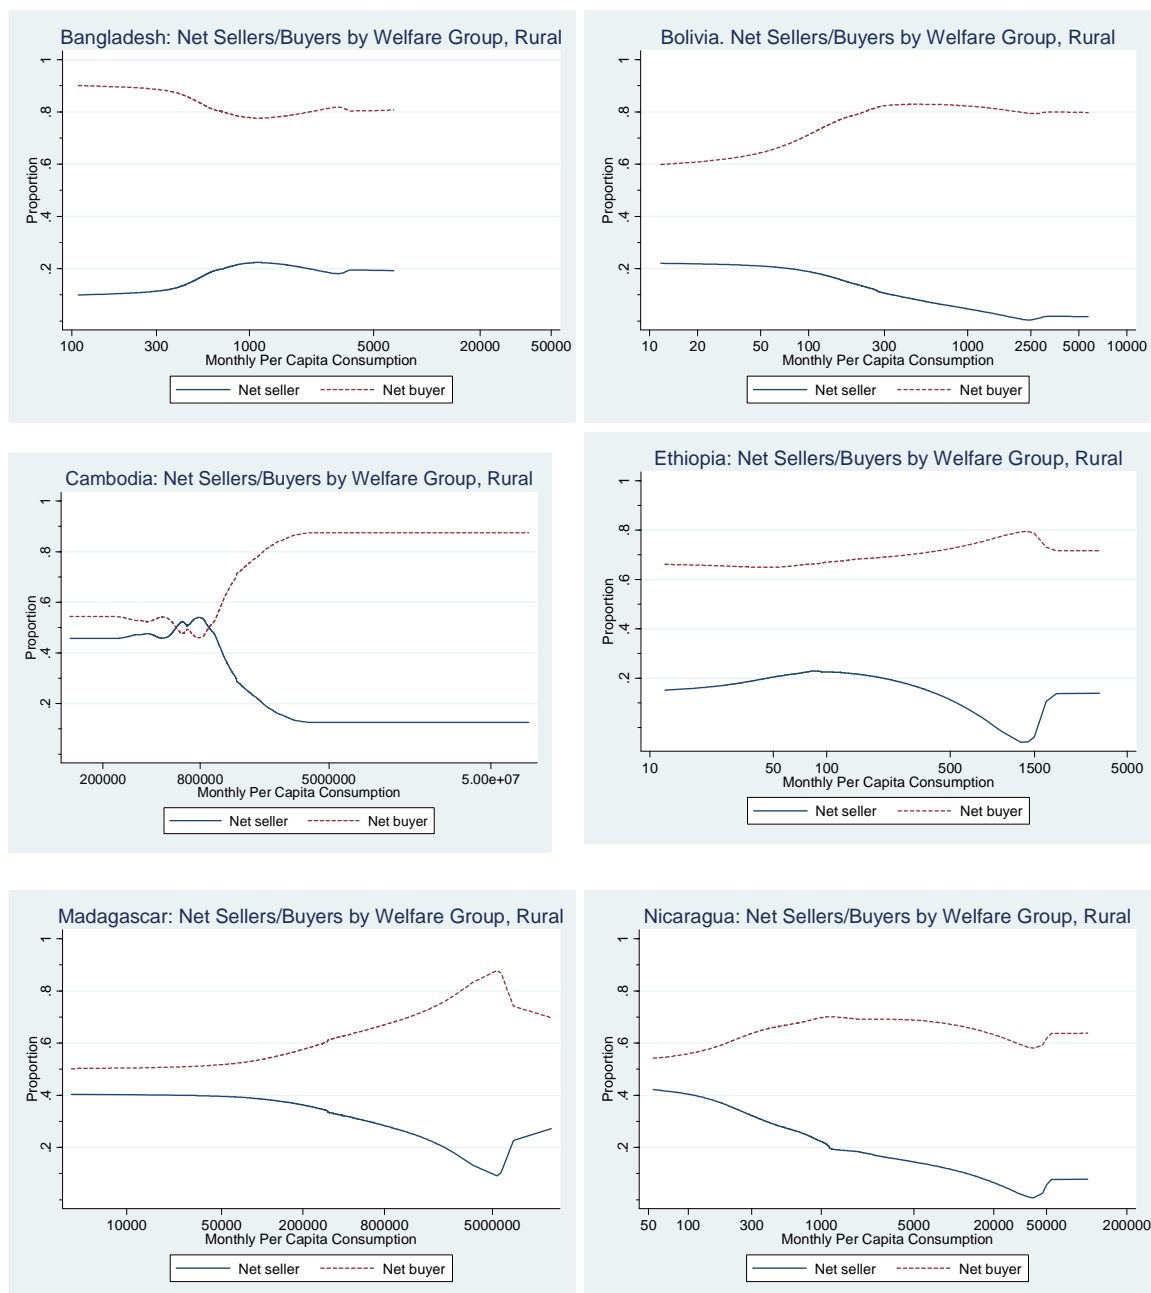 Bangladesh: Net Sellers/Buyers by Welfare Group, Rural
1
.8
.6
.4
.2
Proportion
100 300 1000 5000 20000 50000
Monthly Per Capita Consumption
Net seller Net buyer
Bolivia. Net Sellers/Buyers by Welfare Group, Rural
1
.8
.6
.4
.2
Proportion
10 20 50 100 300 1000 2500 5000 10000
Monthly Per Capita Consumption
Net seller Net buyer
Cambodia: Net Sellers/Buyers by Welfare Group, Rural
1
.8
.6
.4
.2
Proportion
200000 800000 5000000 5.00e+07
Monthly Per Capita Consumption
Net seller Net buyer
Ethiopia: Net Sellers/Buyers by Welfare Group, Rural
1
.8
.6
.4
.2
Proportion
10 50 100 500 1500 5000
Monthly Per Capita Consumption
Net seller Net buyer
Madagascar: Net Sellers/Buyers by Welfare Group, Rural
1
.8
.6
.4
.2
Proportion
10000 50000 200000 800000 5000000
Monthly Per Capita Consumption
Net seller Net buyer
Nicaragua: Net Sellers/Buyers by Welfare Group, Rural
1
.8
.6
.4
.2
Proportion
50 100 300 1000 5000 20000 50000 200000
Monthly Per Capita Consumption
Net seller Net buyer